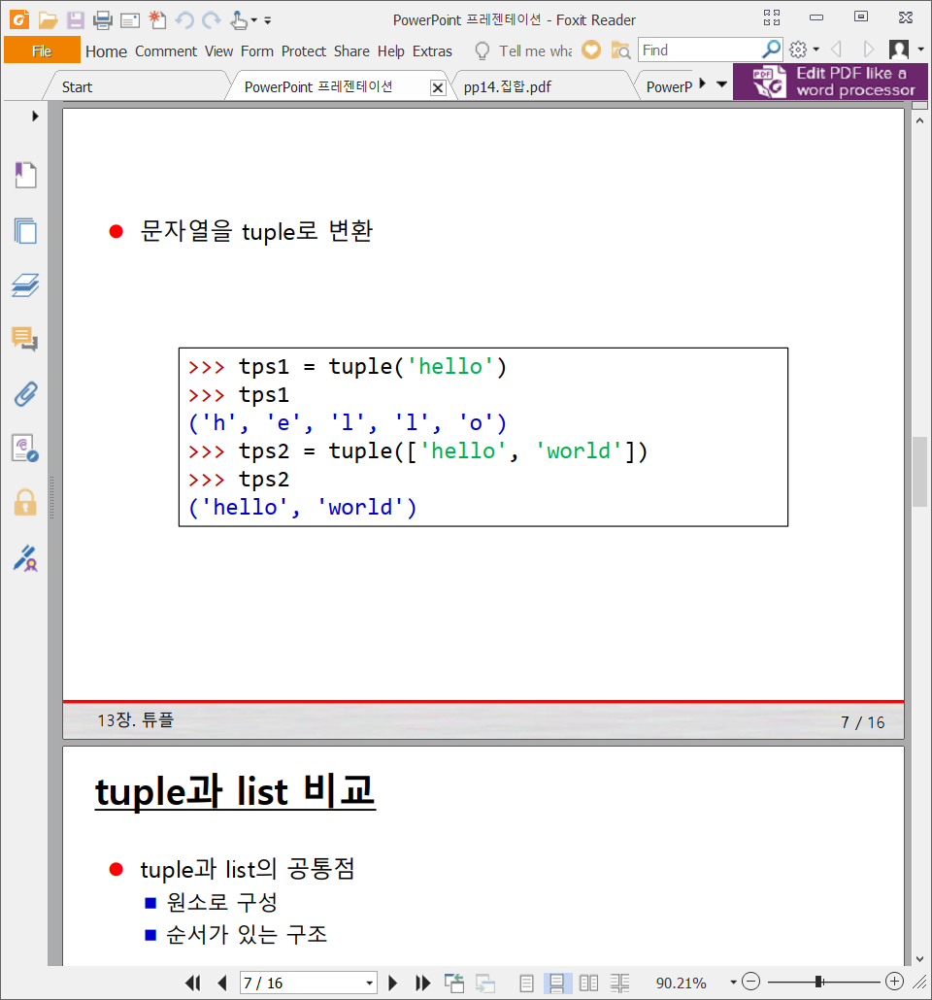 PowerPoint 프레젠테이션 - Foxit Reader
File Home Comment View Form Protect Share Help Extras Tell me wha Find
Start PowerPoint 프레젠테이션 pp14.집합.pdf PowerP
Edit PDF like a
word processor
문자열을 tuple로 변환
>>> tps1 = tuple('hello')
>>> tps1
('h', 'e', 'l', 'l', 'o')
>>> tps2 = tuple(['hello', 'world'])
>>> tps2
('hello', 'world')
13장. 튜플
7 / 16
tuple과 list 비교
tuple과 list의 공통점
원소로 구성
순서가 있는 구조
7 / 16
90.21%